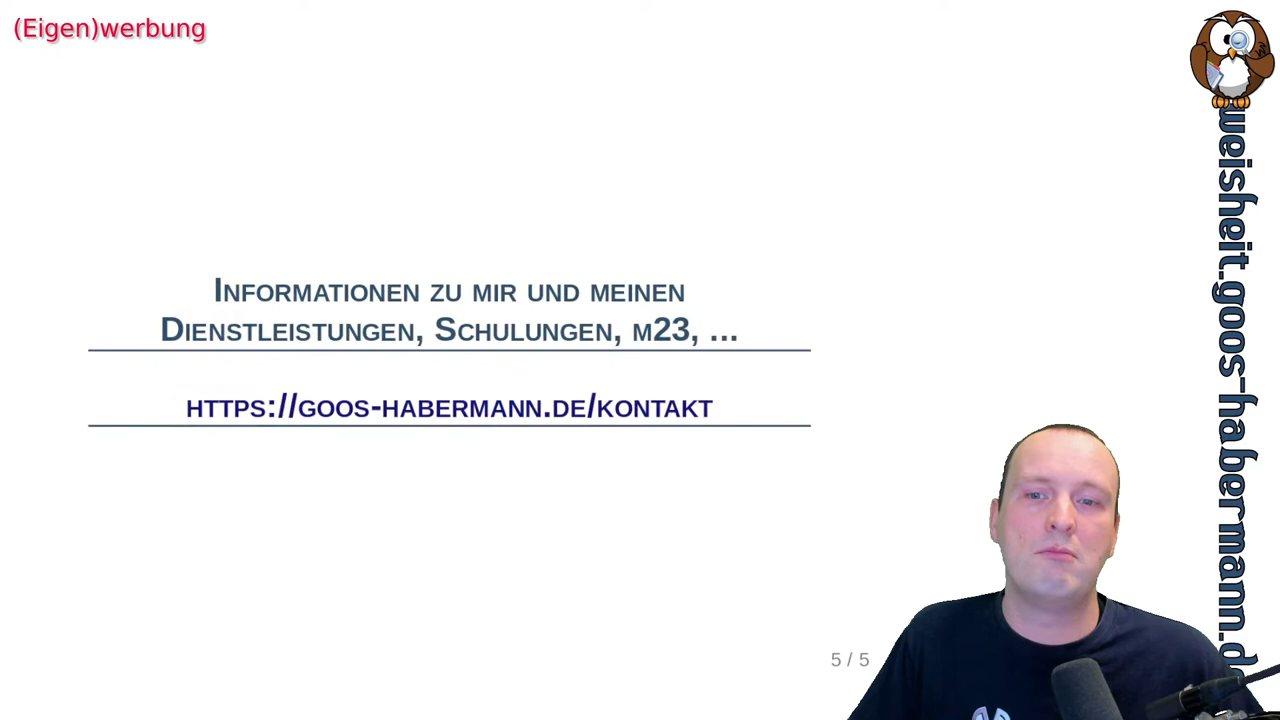 (Eigen)werbung
Informationen zu mir und meinen
Dienstleistungen, Schulungen, m23, ...
https://goos-habermann.de/kontakt
5 / 5
weisheit.goos-habermann.d